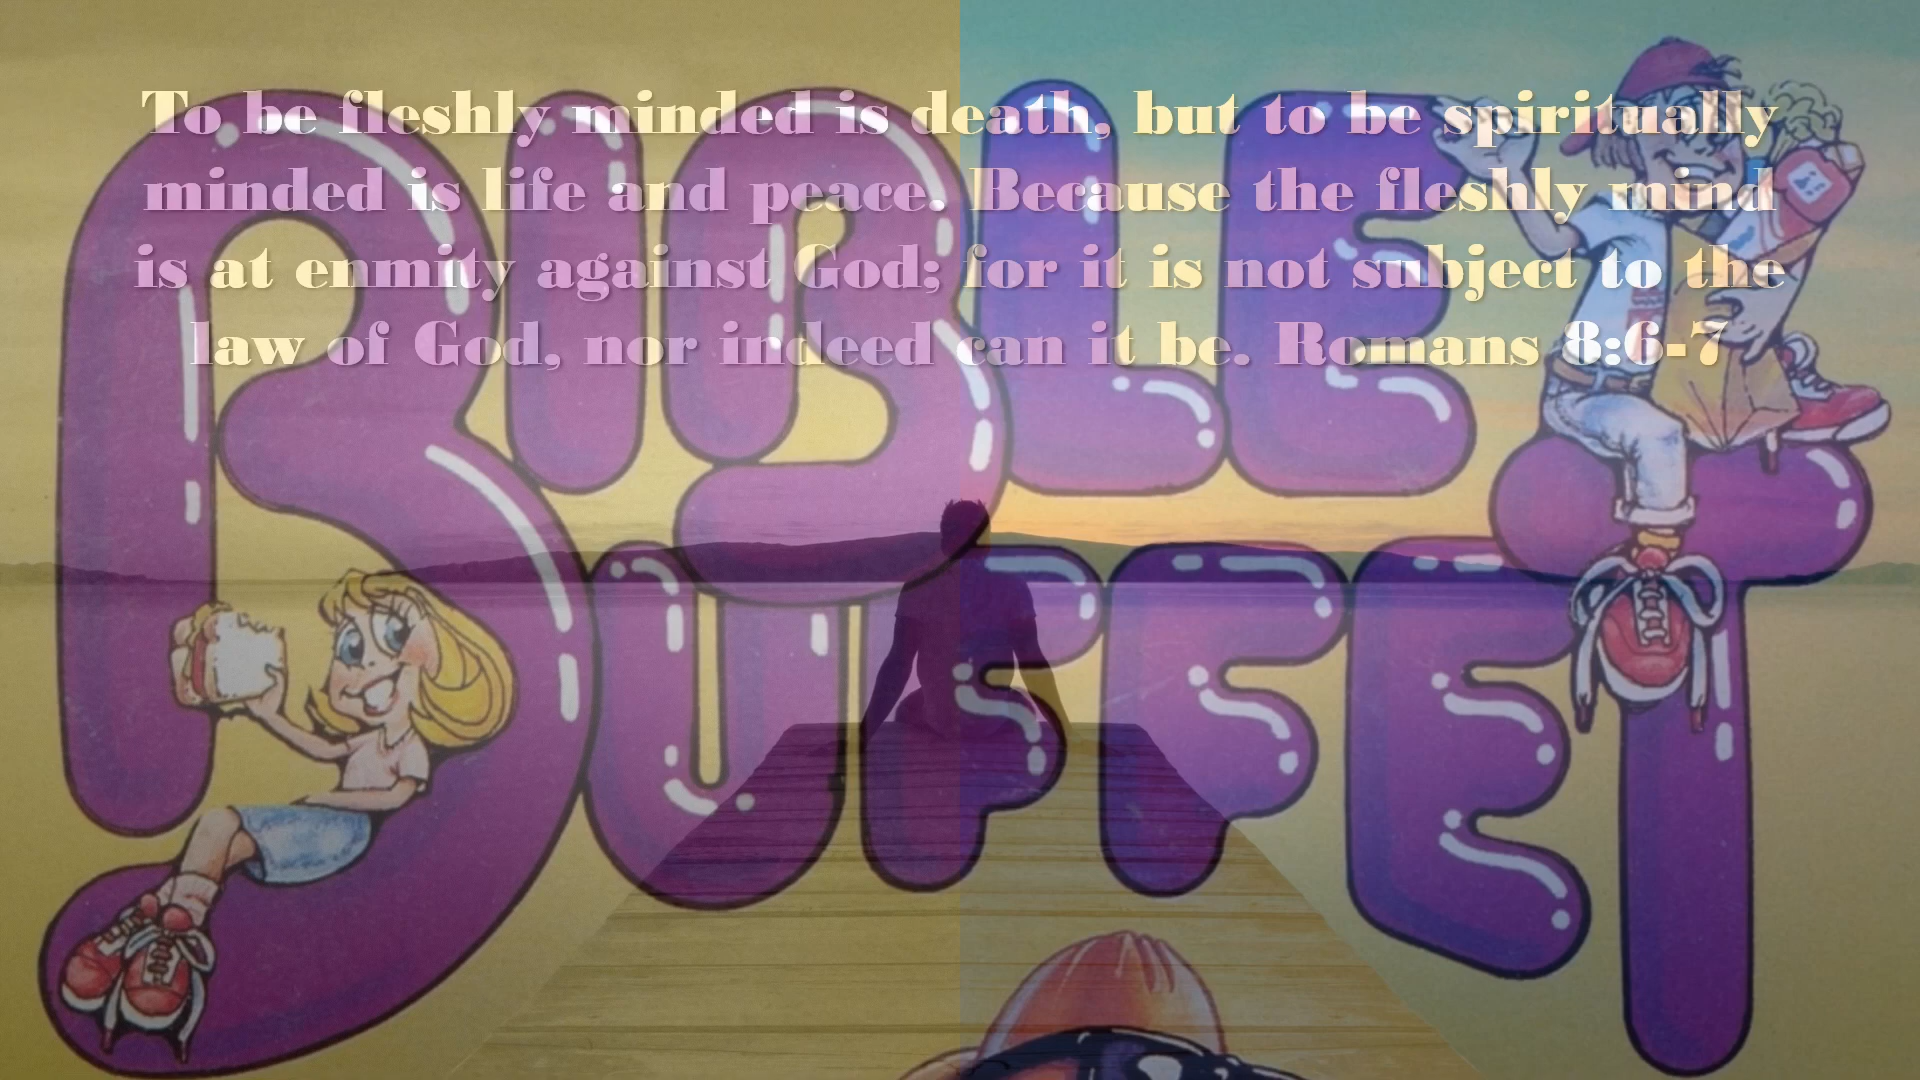 To be fleshly minded is death, but to be spiritually
minded is life and peace. Because the fleshly mind
is at enmity against God; for it is not subject to the
law of God, nor indeed can it be. Romans 8:6-7
BIBLE
BUFFET